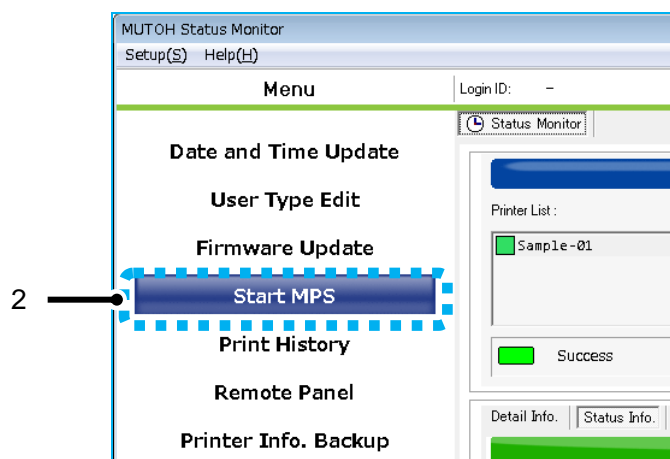 MUTOH Status Monitor
Setup(S) Help(H)
Menu
Login ID: -
Status Monitor
Date and Time Update
User Type Edit
Printer List :
Firmware Update
Sample-01
2
Start MPS
Print History
Success
Remote Panel
Detail Info. Status Info.
Printer Info. Backup